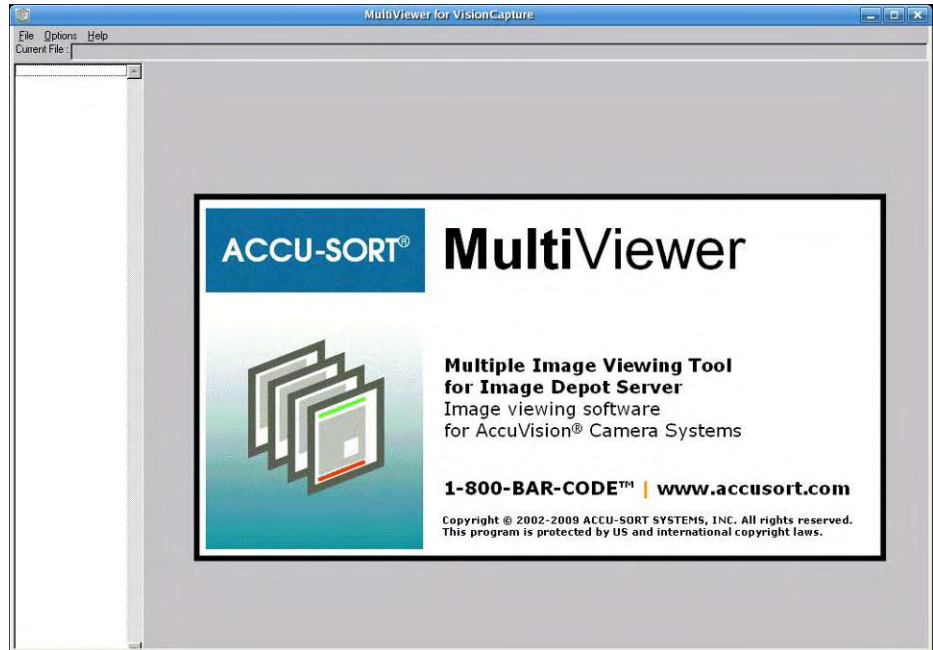 MultiViewer for VisionCapture
File Options Help
Current File :
ACCU-SORT®
MultiViewer
Multiple Image Viewing Tool
for Image Depot Server
Image viewing software
for AccuVision® Camera Systems
1-800-BAR-CODE™ | www.accusort.com
Copyright © 2002-2009 ACCU-SORT SYSTEMS, INC. All rights reserved.
This program is protected by US and international copyright laws.